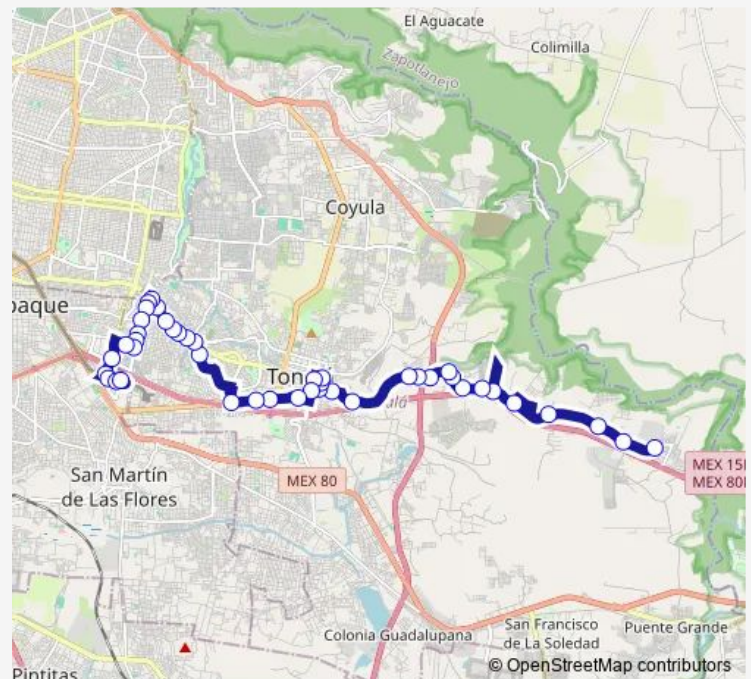 El Aguacate
Colimilla
Zapotlanejo
Coyula
paque
Ton
alá
San Martín
de Las Flores
MEX 80
MEX 15
MEX 80
Colonia Guadalupana
San Francisco
de La Soledad
Puente Grande
© OpenStreetMap contributors
Pintitas